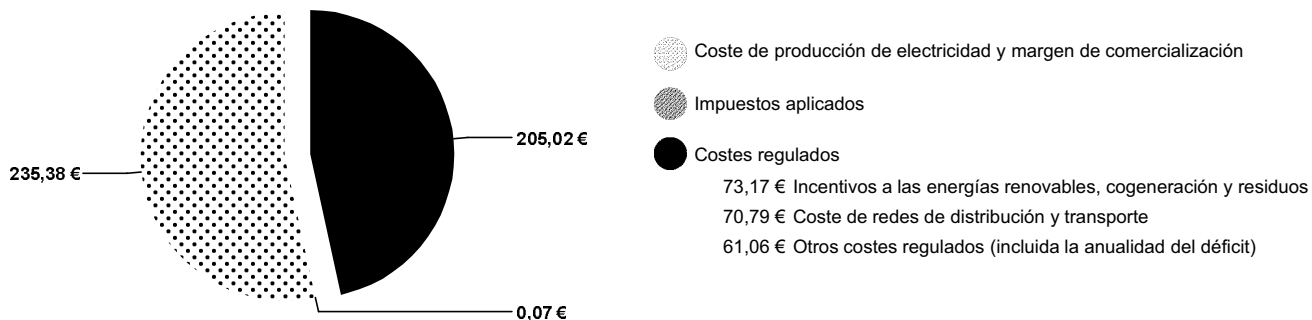 235,38 €
205,02 €
0,07 €
Coste de producción de electricidad y margen de comercialización
Impuestos aplicados
Costes regulados
73,17 € Incentivos a las energías renovables, cogeneración y residuos
70,79 € Coste de redes de distribución y transporte
61,06 € Otros costes regulados (incluida la anualidad del déficit)